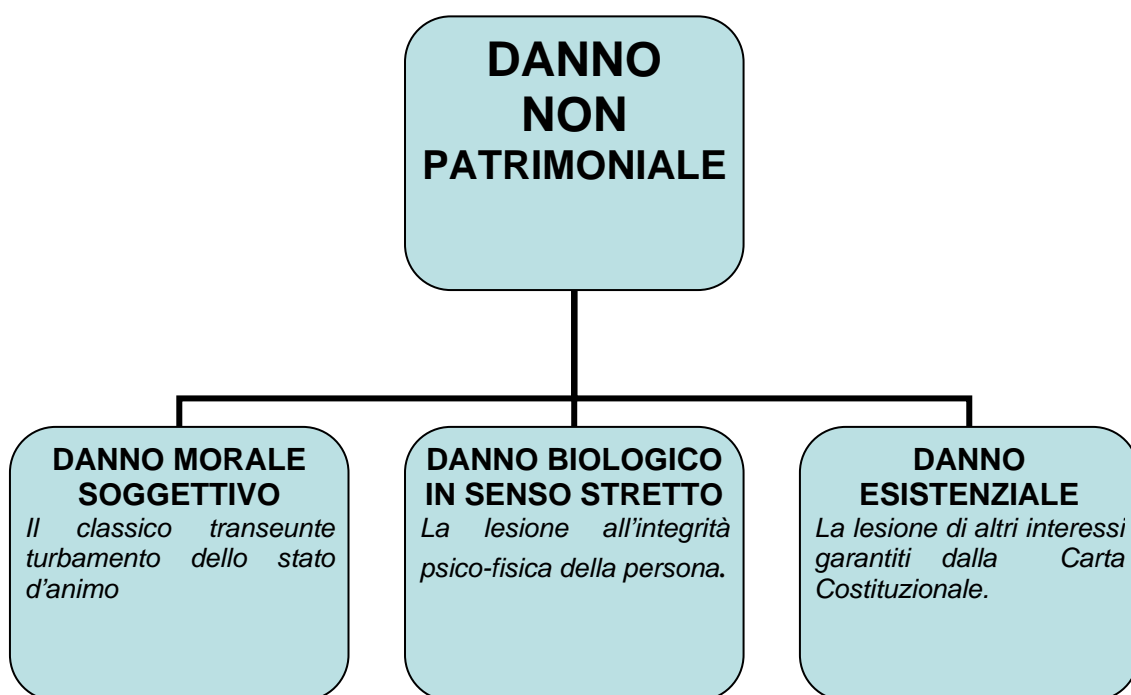 DANNO
NON
PATRIMONIALE
DANNO MORALE
SOGGETTIVO
Il classico transeunte
turbamento dello stato
d'animo
DANNO BIOLOGICO
IN SENSO STRETTO
La lesione all'integrità
psico-fisica della persona.
DANNO
ESISTENZIALE
La lesione di altri interessi
garantiti dalla Carta
Costituzionale.